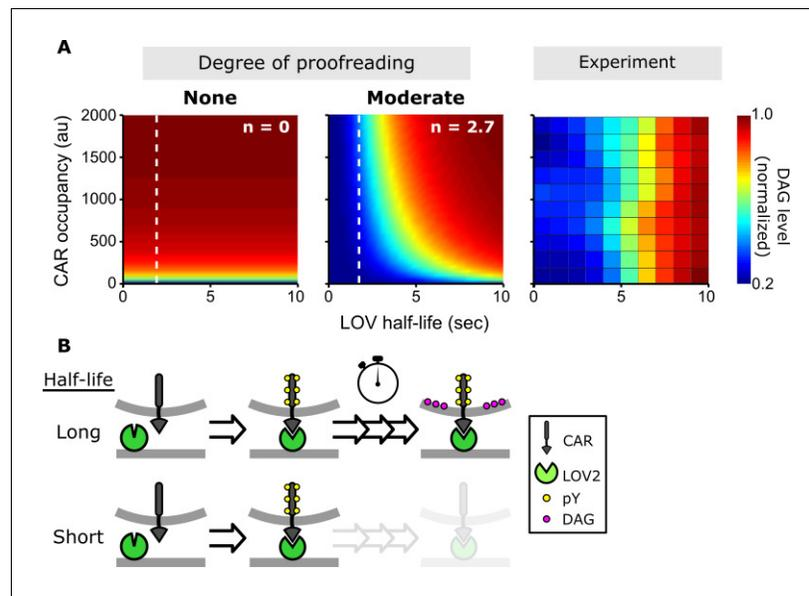 A
Degree of proofreading
Experiment
None
Moderate
CAR occupancy (au)
2000
1500
1000
500
0
n = 0
n = 2.7
0
5
10
0
5
10
0
5
10
LOV half-life (sec)
1.0
0.2
DAG level
(normalized)
B
Half-life
Long
Short
CAR
LOV2
pY
DAG